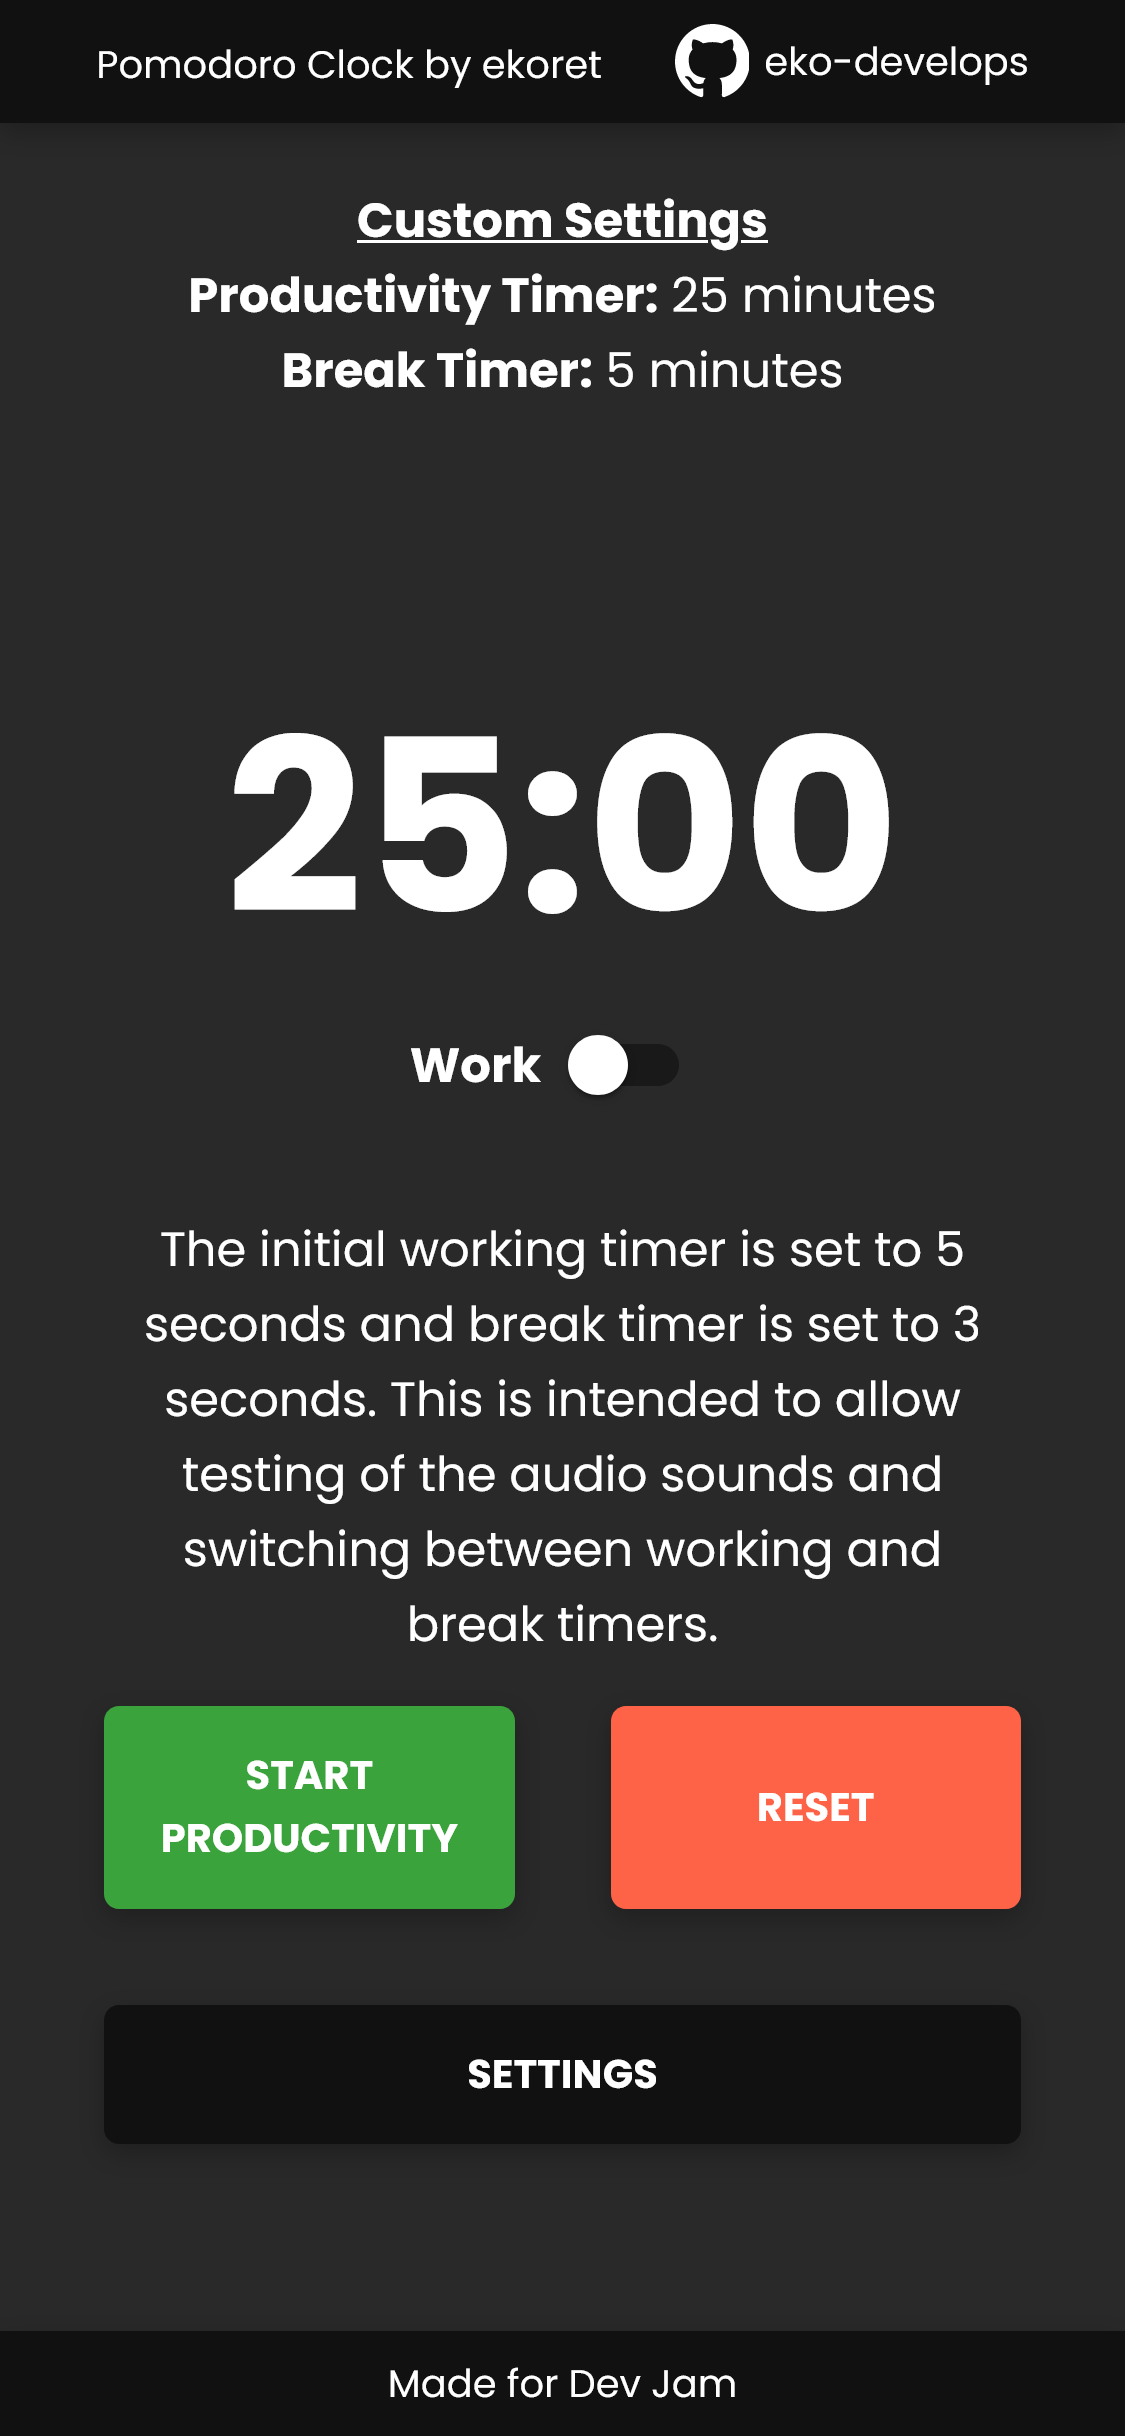 Pomodoro Clock by ekoret
eko-develops
Custom Settings
Productivity Timer: 25 minutes
Break Timer: 5 minutes
25:00
Work
The initial working timer is set to 5
seconds and break timer is set to 3
seconds. This is intended to allow
testing of the audio sounds and
switching between working and
break timers.
START
PRODUCTIVITY
RESET
SETTINGS
Made for Dev Jam